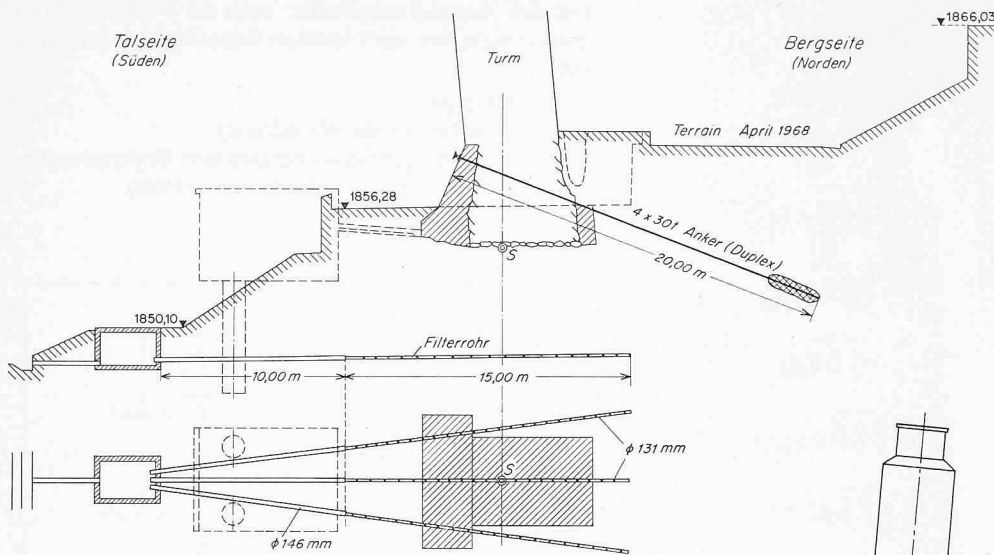 1866,03
Talseite
(Süden)
Turm
Bergseite
(Norden)
Terrain April 1968
1856,28
4 x 30t Anker (Duplex)
20,00 m
S
1850,10
Filterrohr
10,00 m
15,00 m
ϕ 131 mm
S
ϕ 146 mm